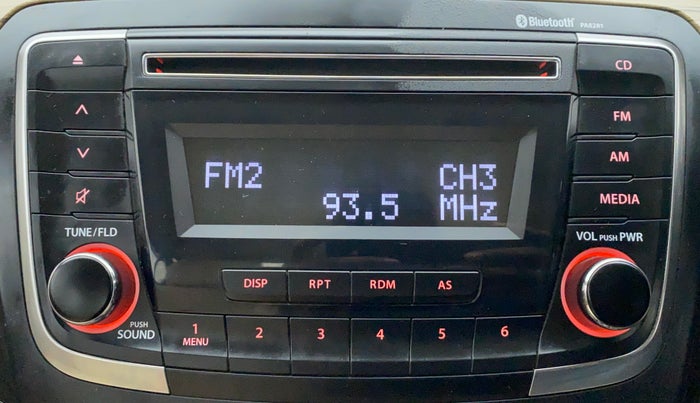 Bluetooth PA82R1
CD
FM
AM
MEDIA
FM2 CH3
93.5 MHz
TUNE/FLD
VOL PUSH PWR
DISP RPT RDM AS
PUSH
SOUND
1 2 3 4 5 6
MENU